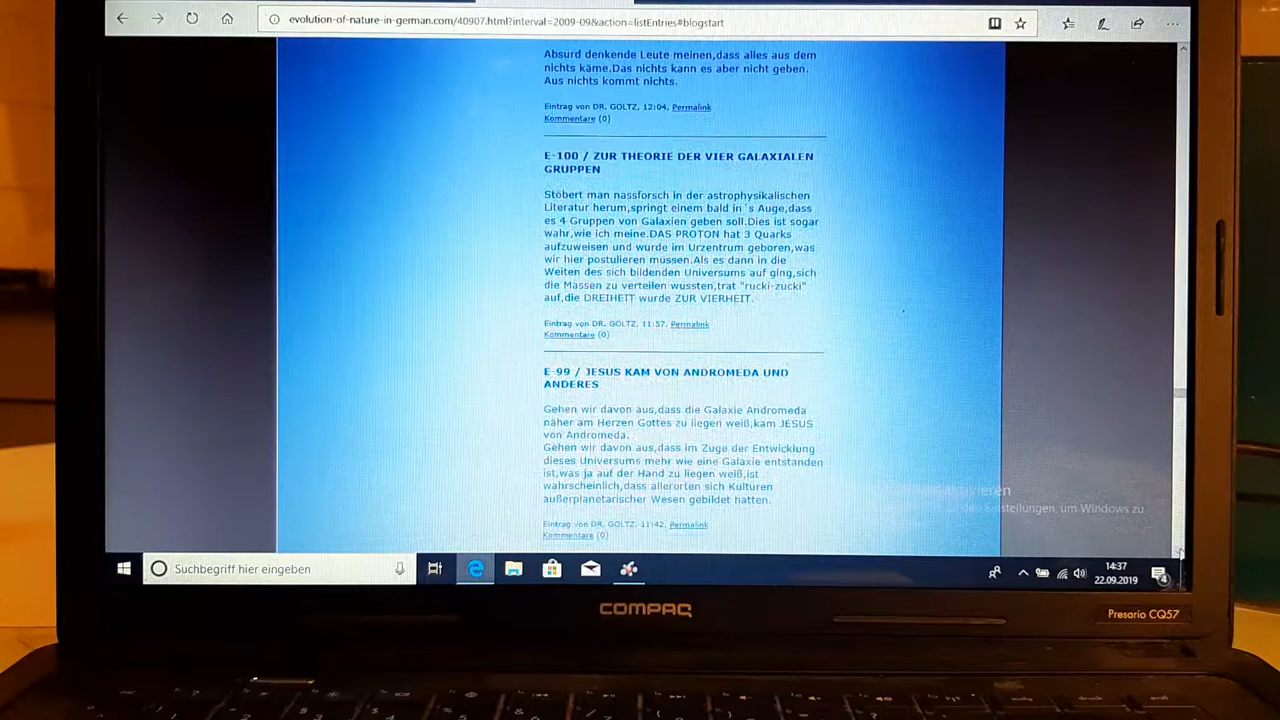 evolution-of-nature-in-german.com/40907.html?interval=2009-09&action=listEntries#blogstart
Absurd denkende Leute meinen,dass alles aus dem
nichts käme.Das nichts kann es aber nicht geben.
Aus nichts kommt nichts.
Eintrag von DR. GOLTZ, 12:04, Permalink
Kommentare (0)
E-100 / ZUR THEORIE DER VIER GALAXIALEN
GRUPPEN
Stöbert man nassforsch in der astrophysikalischen
Literatur herum,springt einem bald in´s Auge,dass
es 4 Gruppen von Galaxien geben soll.Dies ist sogar
wahr,wie ich meine.DAS PROTON hat 3 Quarks
aufzuweisen und wurde im Urzentrum geboren,was
wir hier postulieren müssen.Als es dann in die
Weiten des sich bildenden Universums auf ging,sich
die Massen zu verteilen wussten,trat "rucki-zucki"
auf,die DREIHEIT wurde ZUR VIERHEIT.
Eintrag von DR. GOLTZ, 11:57, Permalink
Kommentare (0)
E-99 / JESUS KAM VON ANDROMEDA UND
ANDERES
Gehen wir davon aus,dass die Galaxie Andromeda
näher am Herzen Gottes zu liegen weiß,kam JESUS
von Andromeda.
Gehen wir davon aus,dass im Zuge der Entwicklung
dieses Universums mehr wie eine Galaxie entstanden
ist,was ja auf der Hand zu liegen weiß,ist
wahrscheinlich,dass allerorten sich Kulturen
außerplanetarischer Wesen gebildet hatten.
Eintrag von DR. GOLTZ, 11:42, Permalink
Kommentare (0)
um Windows zu
Suchbegriff hier eingeben
14:37
22.09.2019
4
COMPAQ
Presario CQ57